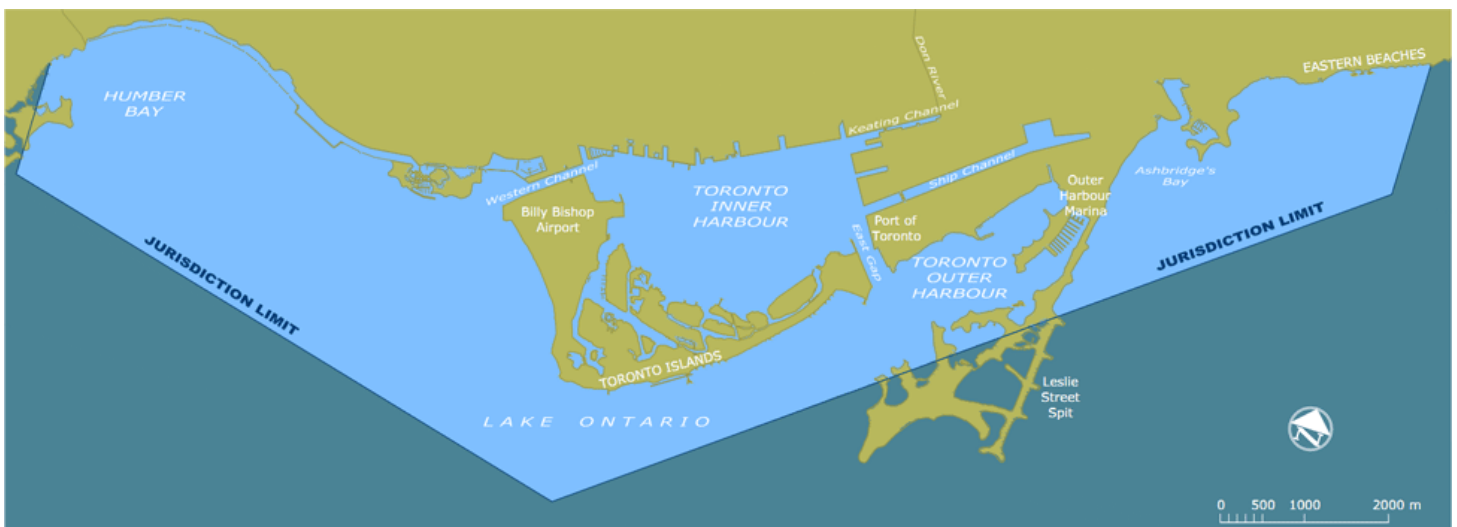 HUMBER
BAY
Don River
EASTERN BEACHES
Keating Channel
Western Channel
Ship Channel
Ashbridge's
Bay
TORONTO
INNER
HARBOUR
Billy Bishop
Airport
Outer
Harbour
Marina
Port of
Toronto
East Gap
TORONTO
OUTER
HARBOUR
JURISDICTION LIMIT
JURISDICTION LIMIT
TORONTO ISLANDS
Leslie
Street
Spit
LAKE ONTARIO
N
0 500 1000 2000 m